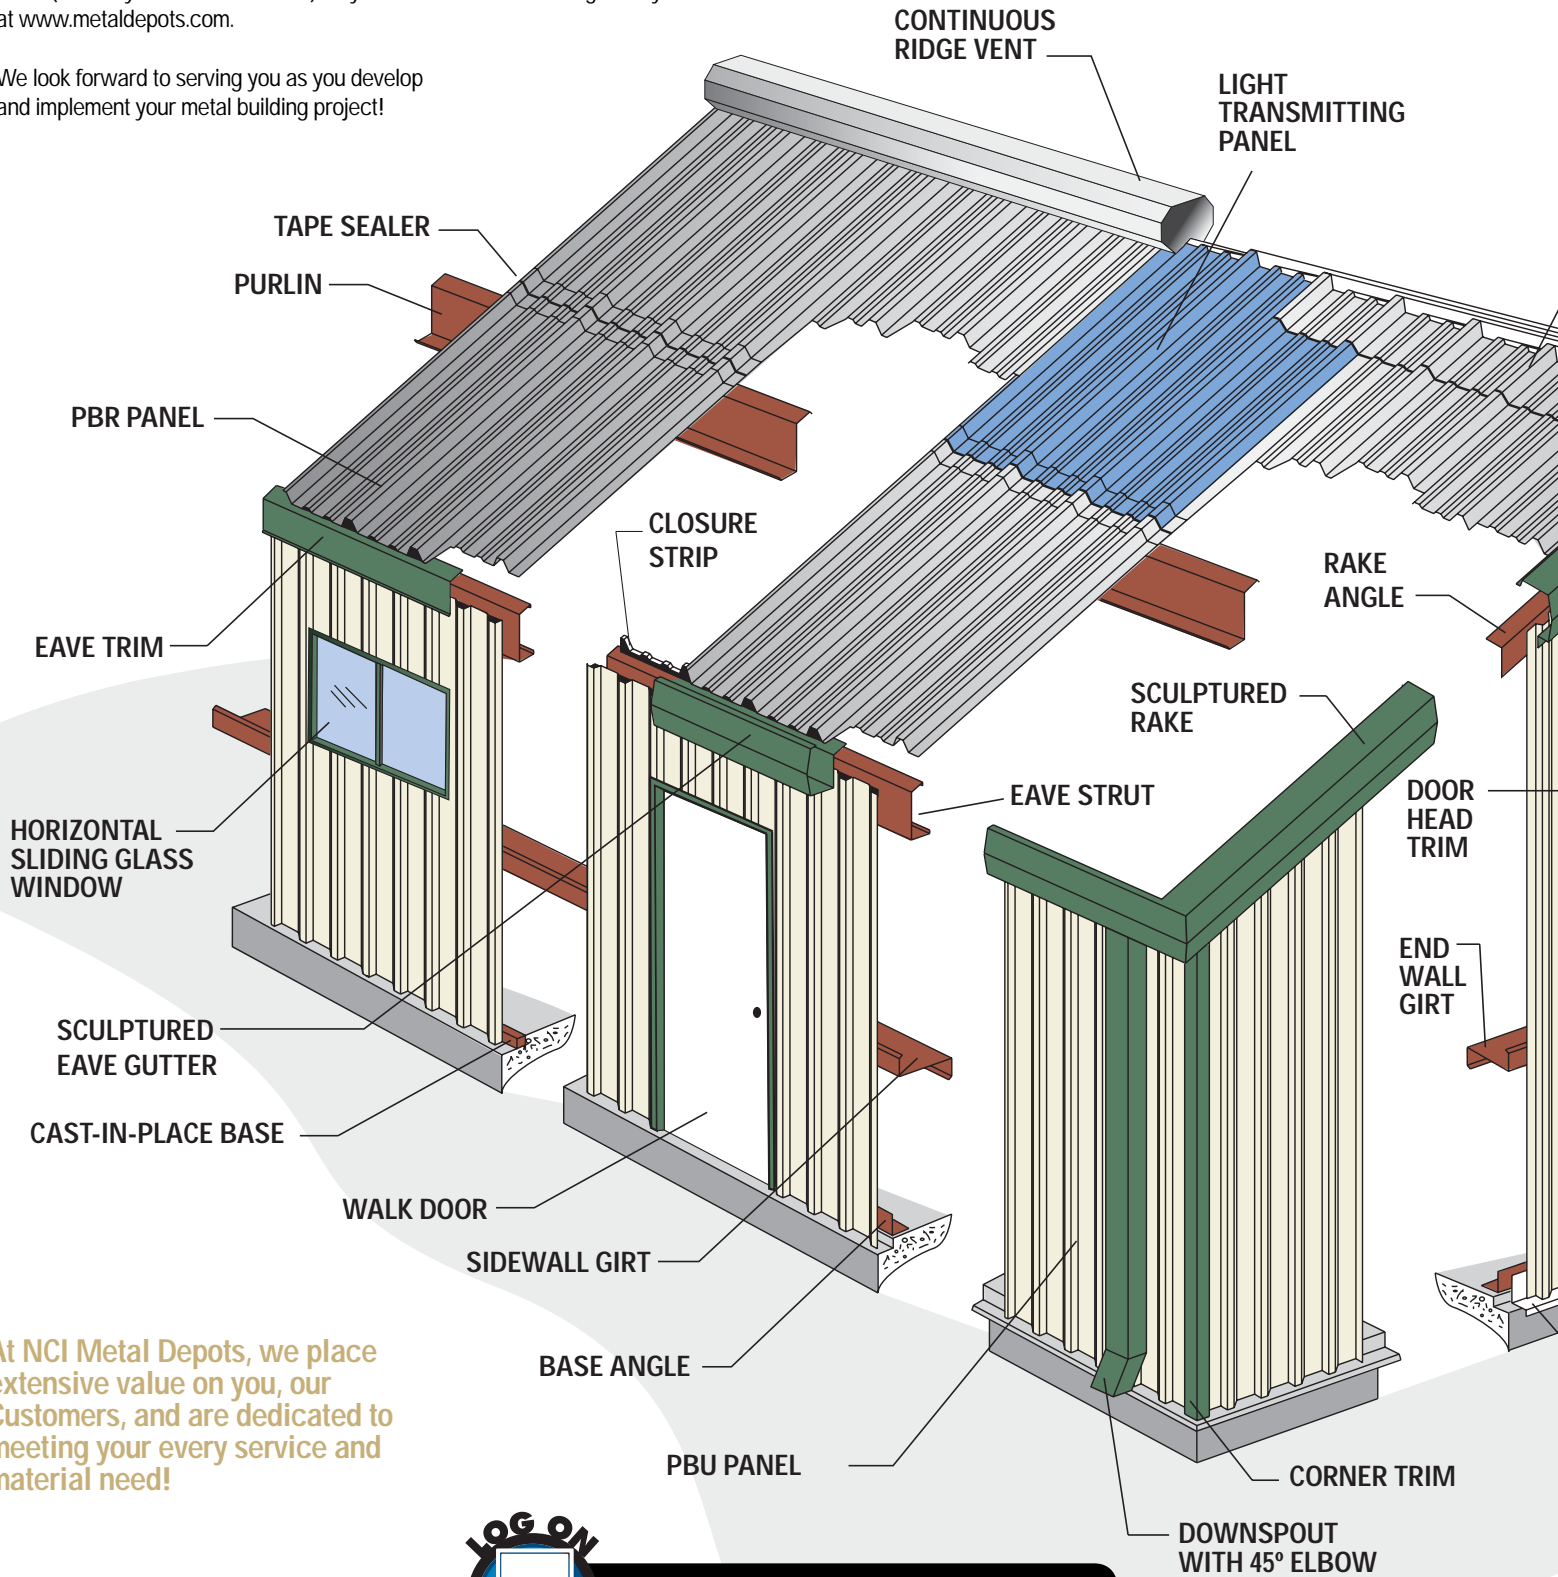 at www.metaldepots.com.
We look forward to serving you as you develop
and implement your metal building project!
CONTINUOUS
RIDGE VENT
LIGHT
TRANSMITTING
PANEL
TAPE SEALER
PURLIN
PBR PANEL
CLOSURE
STRIP
RAKE
ANGLE
EAVE TRIM
SCULPTURED
RAKE
EAVE STRUT
DOOR
HEAD
TRIM
HORIZONTAL
SLIDING GLASS
WINDOW
END
WALL
GIRT
SCULPTURED
EAVE GUTTER
CAST-IN-PLACE BASE
WALK DOOR
SIDEWALL GIRT
BASE ANGLE
PBU PANEL
CORNER TRIM
DOWNSPOUT
WITH 45º ELBOW
At NCI Metal Depots, we place
extensive value on you, our
Customers, and are dedicated to
meeting your every service and
material need!
LOG ON